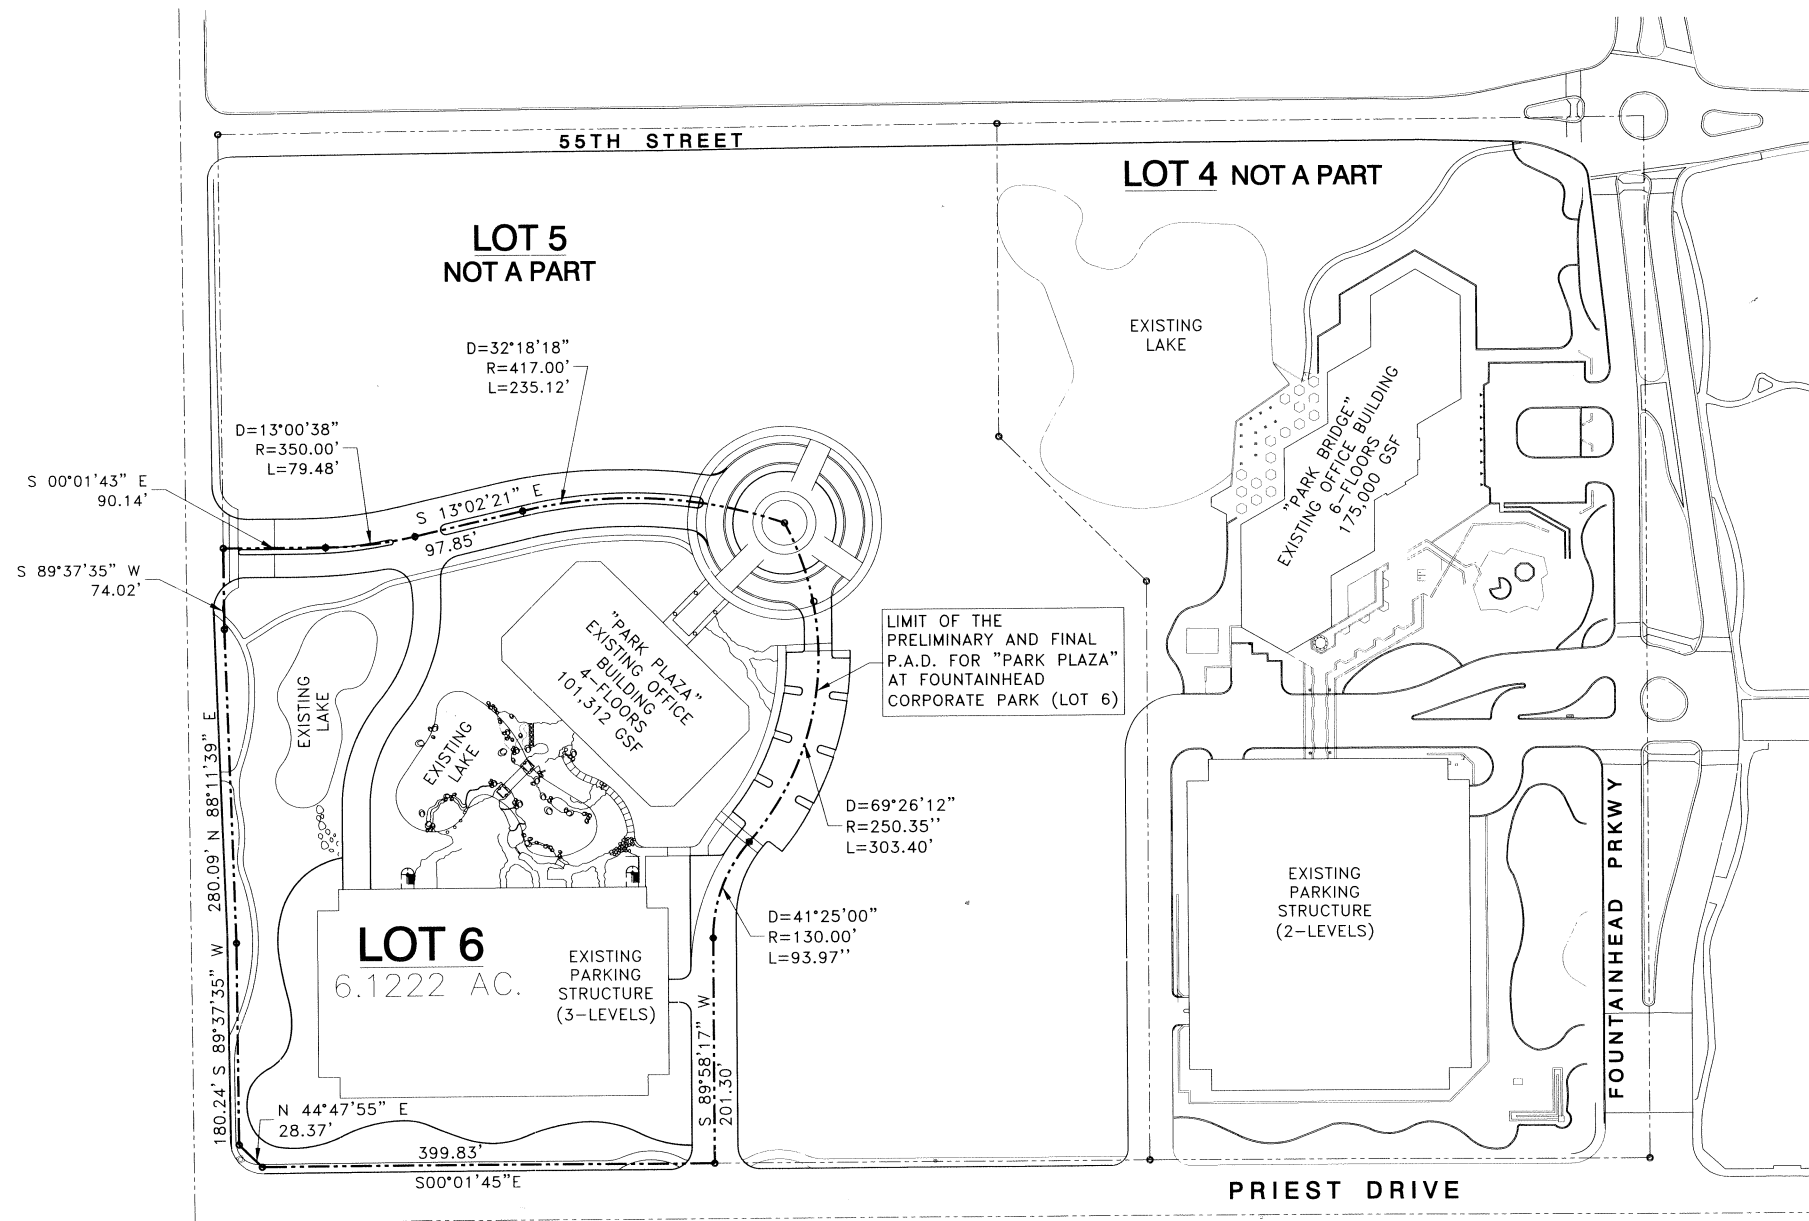 55TH STREET
LOT 4 NOT A PART
LOT 5
NOT A PART
EXISTING
LAKE
D=32°18'18"
R=417.00'
L=235.12'
D=13°00'38"
R=350.00'
L=79.48'
S 00°01'43" E
90.14'
S 13°02'21" E
97.85'
S 89°37'35" W
74.02'
"PARK BRIDGE"
EXISTING OFFICE BUILDING
6-FLOORS
175,000 GSF
LIMIT OF THE
PRELIMINARY AND FINAL
P.A.D. FOR "PARK PLAZA"
AT FOUNTAINHEAD
CORPORATE PARK (LOT 6)
"PARK PLAZA"
EXISTING OFFICE
BUILDING
4-FLOORS
101,312 GSF
EXISTING
LAKE
EXISTING
LAKE
280.09' N 88°11'39" E
D=69°26'12"
R=250.35''
L=303.40'
D=41°25'00"
R=130.00'
L=93.97''
EXISTING
PARKING
STRUCTURE
(2-LEVELS)
FOUNTAINHEAD PRKWY
LOT 6
6.1222 AC.
EXISTING
PARKING
STRUCTURE
(3-LEVELS)
180.24' S 89°37'35" W
S 89°58'17" W
201.30'
N 44°47'55" E
28.37'
399.83'
S00°01'45"E
PRIEST DRIVE